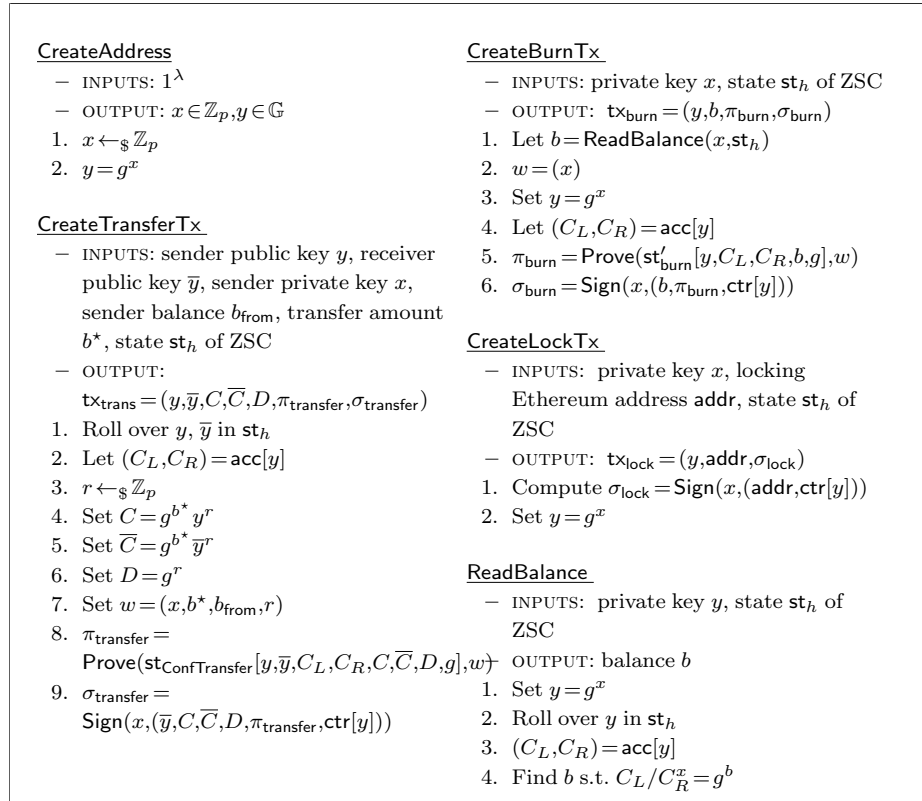 CreateAddress
– INPUTS: 1^λ
– OUTPUT: x∈ℤ_p,y∈𝔾
1. x ←_$ ℤ_p
2. y=g^x
CreateTransferTx
– INPUTS: sender public key y, receiver
public key y̅, sender private key x,
sender balance b_from, transfer amount
b^⋆, state st_h of ZSC
– OUTPUT:
tx_trans=(y,y̅,C,C̅,D,π_transfer,σ_transfer)
1. Roll over y, y̅ in st_h
2. Let (C_L,C_R)=acc[y]
3. r ←_$ ℤ_p
4. Set C=g^{b^⋆} y^r
5. Set C̅=g^{b^⋆} y̅^r
6. Set D=g^r
7. Set w=(x,b^⋆,b_from,r)
8. π_transfer=
Prove(st_ConfTransfer[y,y̅,C_L,C_R,C,C̅,D,g],w)
9. σ_transfer=
Sign(x,(y̅,C,C̅,D,π_transfer,ctr[y]))
CreateBurnTx
– INPUTS: private key x, state st_h of ZSC
– OUTPUT: tx_burn=(y,b,π_burn,σ_burn)
1. Let b=ReadBalance(x,st_h)
2. w=(x)
3. Set y=g^x
4. Let (C_L,C_R)=acc[y]
5. π_burn=Prove(st′_burn[y,C_L,C_R,b,g],w)
6. σ_burn=Sign(x,(b,π_burn,ctr[y]))
CreateLockTx
– INPUTS: private key x, locking
Ethereum address addr, state st_h of
ZSC
– OUTPUT: tx_lock=(y,addr,σ_lock)
1. Compute σ_lock=Sign(x,(addr,ctr[y]))
2. Set y=g^x
ReadBalance
– INPUTS: private key y, state st_h of
ZSC
– OUTPUT: balance b
1. Set y=g^x
2. Roll over y in st_h
3. (C_L,C_R)=acc[y]
4. Find b s.t. C_L/C_R^x=g^b